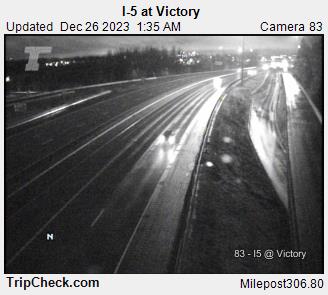 I-5 at Victory
Updated Dec 26 2023 1:35 AM Camera 83
T
N
83 - I5 @ Victory
TripCheck.com Milepost306.80